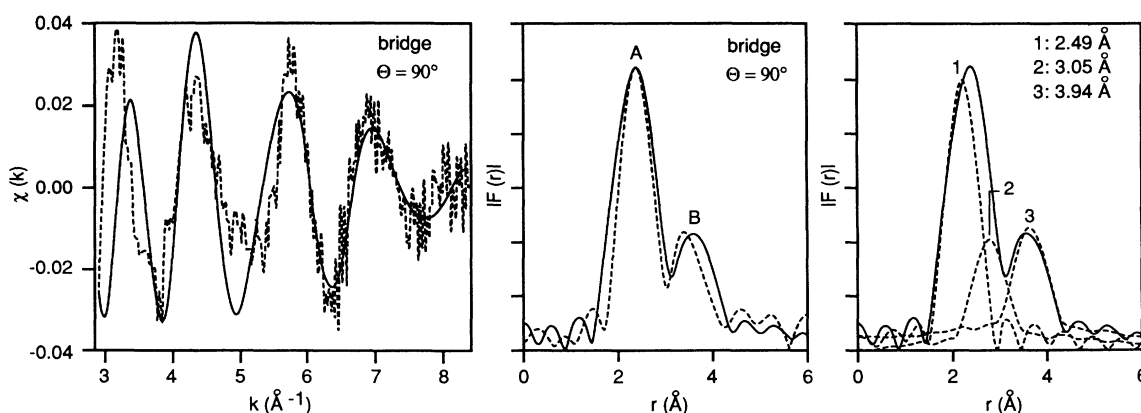 0.04
0.02
0.00
-0.02
-0.04
χ (k)
bridge
Θ = 90°
3
4
5
6
7
8
k (Å -1)
|F (r)|
A
B
bridge
Θ = 90°
0
2
4
6
r (Å)
|F (r)|
1
2
3
1: 2.49 Å
2: 3.05 Å
3: 3.94 Å
0
2
4
6
r (Å)